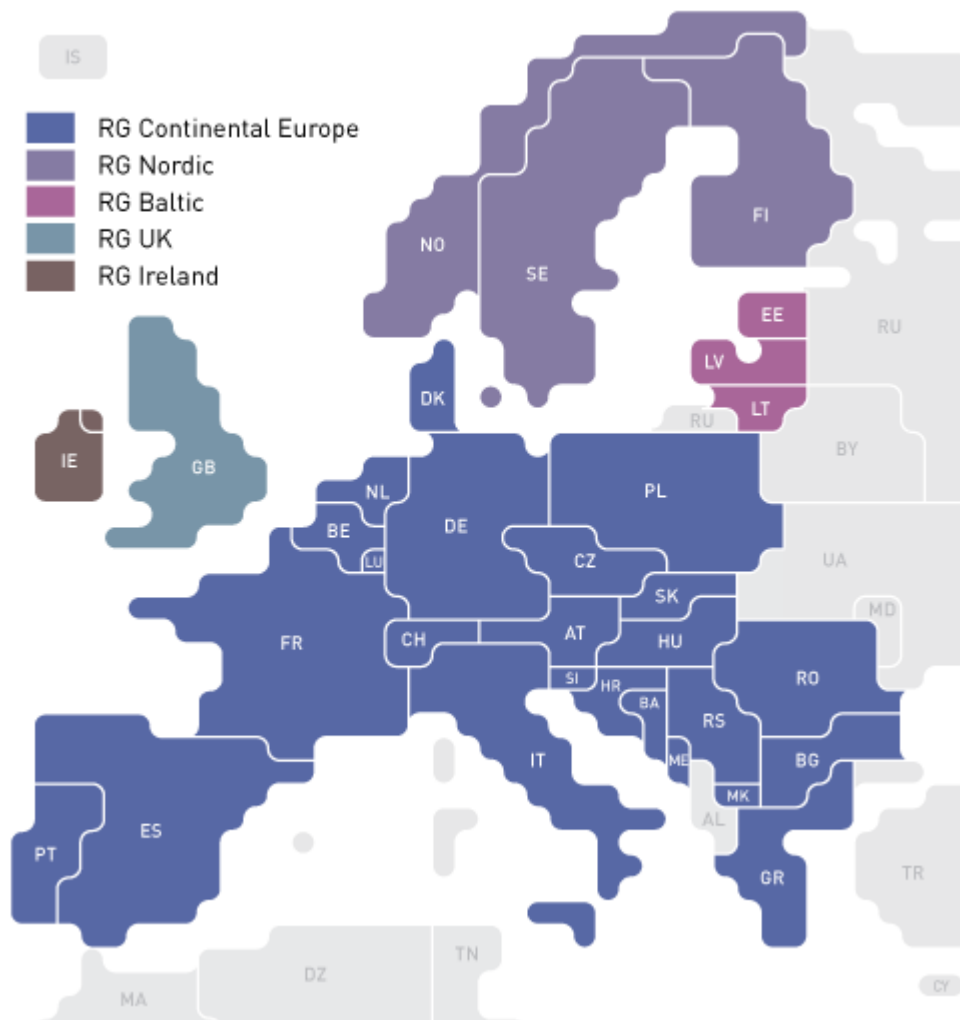 IS
RG Continental Europe
RG Nordic
RG Baltic
RG UK
RG Ireland
FI
NO
SE
EE
RU
LV
DK
LT
RU
BY
IE
GB
NL
PL
DE
BE
CZ
LU
UA
SK
MD
AT
CH
HU
FR
SI
RO
HR
BA
RS
IT
ME
BG
MK
AL
ES
PT
GR
TR
TN
DZ
CY
MA